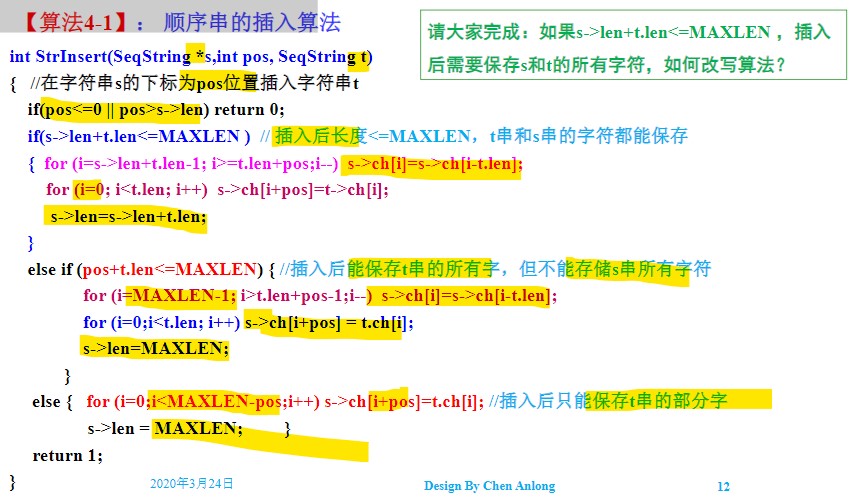 【算法4-1】： 顺序串的插入算法
请大家完成：如果s->len+t.len<=MAXLEN ，插入
后需要保存s和t的所有字符，如何改写算法？
int StrInsert(SeqString *s,int pos, SeqString t)
{ //在字符串s的下标为pos位置插入字符串t
if(pos<=0 || pos>s->len) return 0;
if(s->len+t.len<=MAXLEN ) // 插入后长度<=MAXLEN，t串和s串的字符都能保存
{ for (i=s->len+t.len-1; i>=t.len+pos;i--) s->ch[i]=s->ch[i-t.len];
for (i=0; i<t.len; i++) s->ch[i+pos]=t->ch[i];
s->len=s->len+t.len;
}
else if (pos+t.len<=MAXLEN) { //插入后能保存t串的所有字，但不能存储s串所有字符
for (i=MAXLEN-1; i>t.len+pos-1;i--) s->ch[i]=s->ch[i-t.len];
for (i=0;i<t.len; i++) s->ch[i+pos] = t.ch[i];
s->len=MAXLEN;
}
else { for (i=0;i<MAXLEN-pos;i++) s->ch[i+pos]=t.ch[i]; //插入后只能保存t串的部分字
s->len = MAXLEN; }
return 1;
}
2020年3月24日
Design By Chen Anlong
12